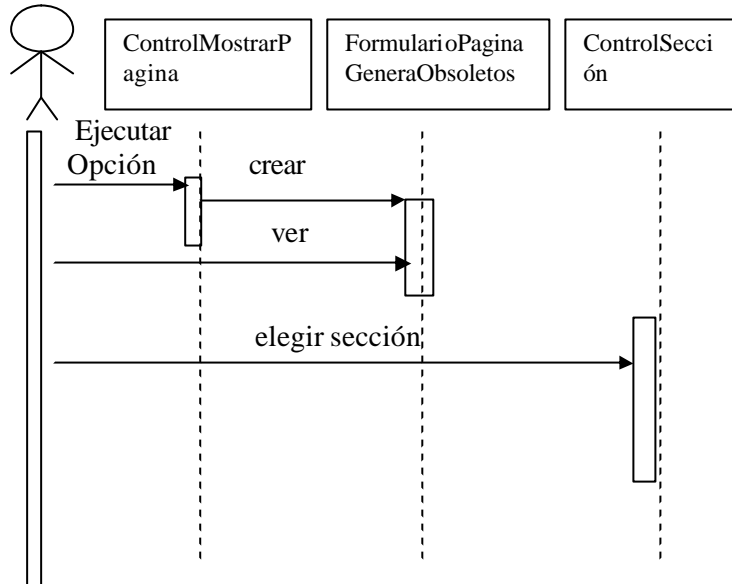 ControlMostrarP
agina
FormularioPagina
GeneraObsoletos
ControlSecci
ón
Ejecutar
Opción
crear
ver
elegir sección